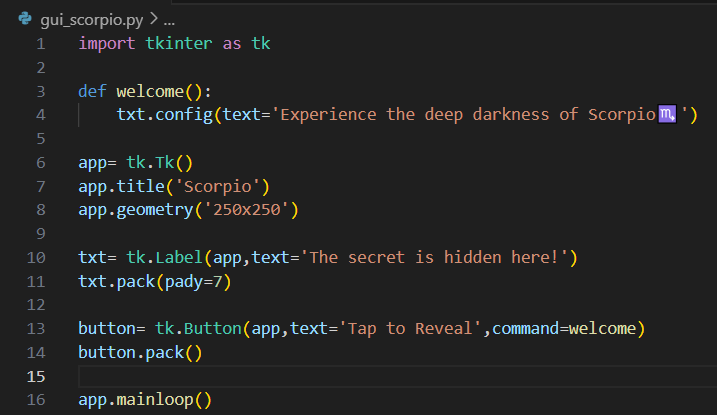 gui_scorpio.py > ...
1 import tkinter as tk
2
3 def welcome():
4     txt.config(text='Experience the deep darkness of Scorpio♏')
5
6 app= tk.Tk()
7 app.title('Scorpio')
8 app.geometry('250x250')
9
10 txt= tk.Label(app,text='The secret is hidden here!')
11 txt.pack(pady=7)
12
13 button= tk.Button(app,text='Tap to Reveal',command=welcome)
14 button.pack()
15
16 app.mainloop()